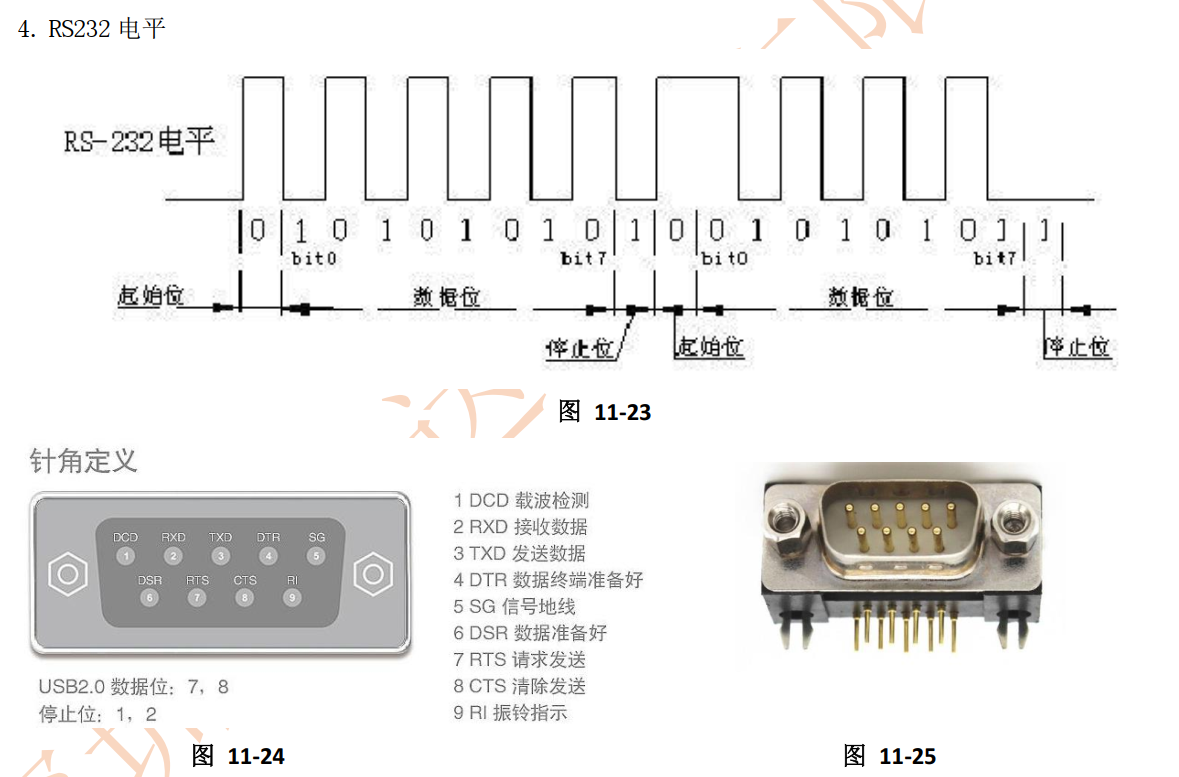 4. RS232 电平
RS-232电平
0 1 0 1 0 1 0 1 0 1 0 0 1 0 1 0 1 0 1 1
bit0 bit7 bit0 bit7
起始位 数据位 数据位
停止位 起始位 停止位
图 11-23
针角定义
DCD RXD TXD DTR SG
1 2 3 4 5
DSR RTS CTS RI
6 7 8 9
USB2.0 数据位：7，8
停止位：1，2
1 DCD 载波检测
2 RXD 接收数据
3 TXD 发送数据
4 DTR 数据终端准备好
5 SG 信号地线
6 DSR 数据准备好
7 RTS 请求发送
8 CTS 清除发送
9 RI 振铃指示
图 11-24
图 11-25